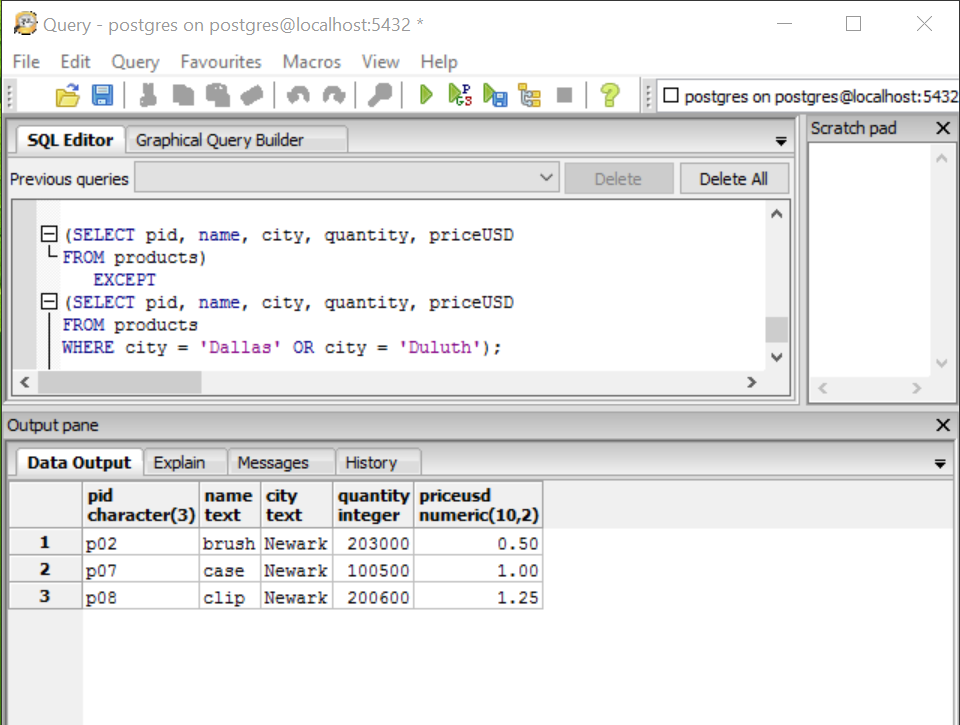 Query - postgres on postgres@localhost:5432 *
File Edit Query Favourites Macros View Help
postgres on postgres@localhost:5432
SQL Editor Graphical Query Builder
Scratch pad
Previous queries Delete Delete All
(SELECT pid, name, city, quantity, priceUSD
FROM products)
EXCEPT
(SELECT pid, name, city, quantity, priceUSD
FROM products
WHERE city = 'Dallas' OR city = 'Duluth');
Output pane
Data Output Explain Messages History
pid name city quantity priceusd
character(3) text text integer numeric(10,2)
1 p02 brush Newark 203000 0.50
2 p07 case Newark 100500 1.00
3 p08 clip Newark 200600 1.25